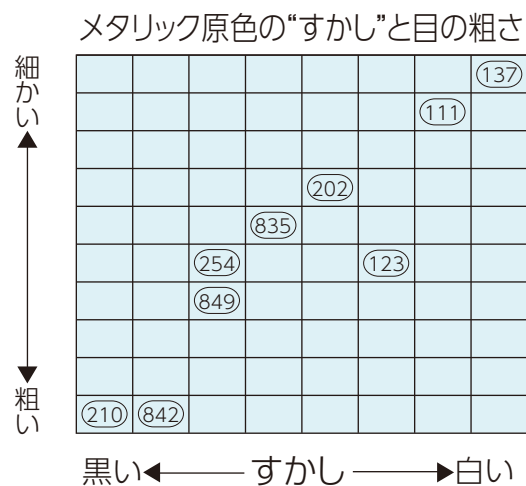 メタリック原色の“すかし”と目の粗さ
細かい
137
111
202
835
254 123
849
210 842
粗い
黒い すかし 白い